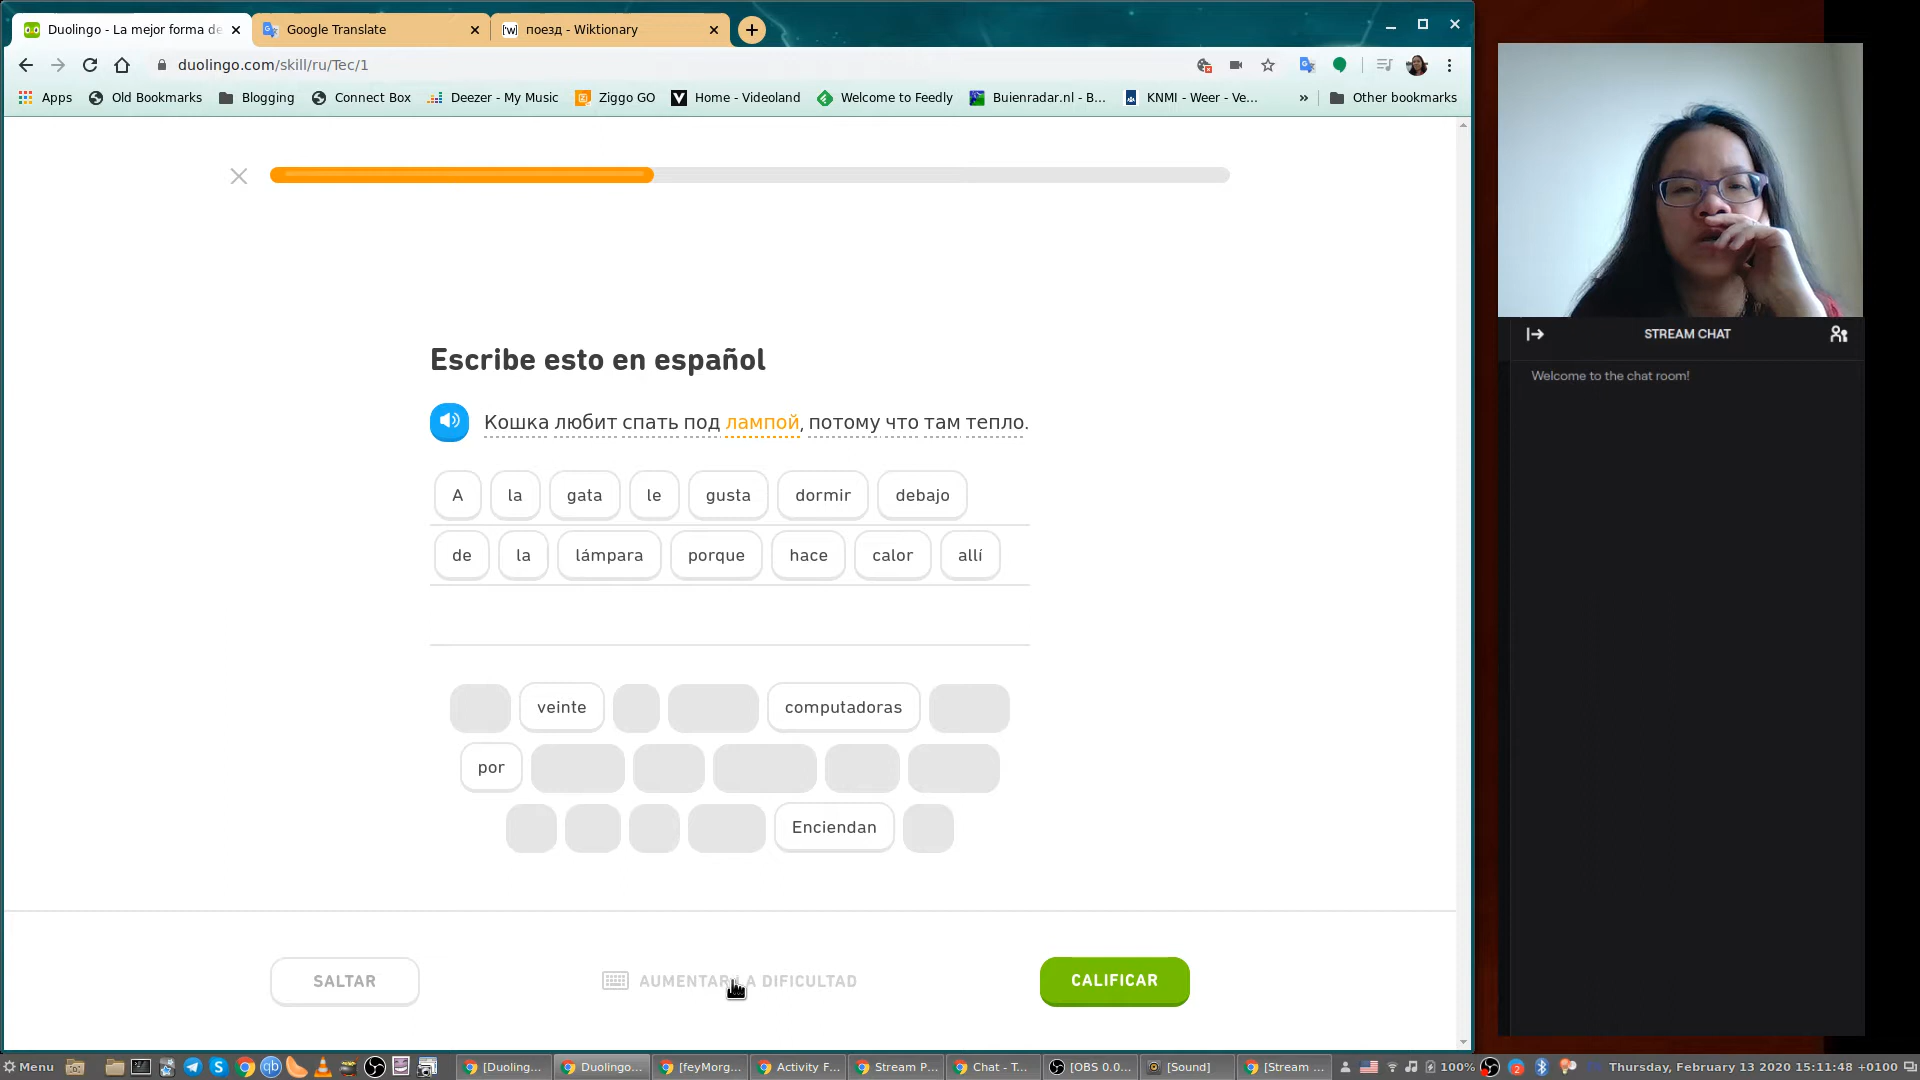 Duolingo - La mejor forma de
Google Translate
поезд - Wiktionary
duolingo.com/skill/ru/Tec/1
Apps
Old Bookmarks
Blogging
Connect Box
Deezer - My Music
Ziggo GO
Home - Videoland
Welcome to Feedly
Buienradar.nl - B...
KNMI - Weer - Ve...
»
Other bookmarks
Escribe esto en español
Кошка любит спать под лампой, потому что там тепло.
A la gata le gusta dormir debajo
de la lámpara porque hace calor allí
veinte computadoras
por
Enciendan
SALTAR
AUMENTAR LA DIFICULTAD
CALIFICAR
STREAM CHAT
Welcome to the chat room!
Menu
[Duoling...
Duolingo...
[feyMorg...
Activity F...
Stream P...
Chat - T...
[OBS 0.0...
[Sound]
[Stream ...
100%
2
Thursday, February 13 2020 15:11:48 +0100